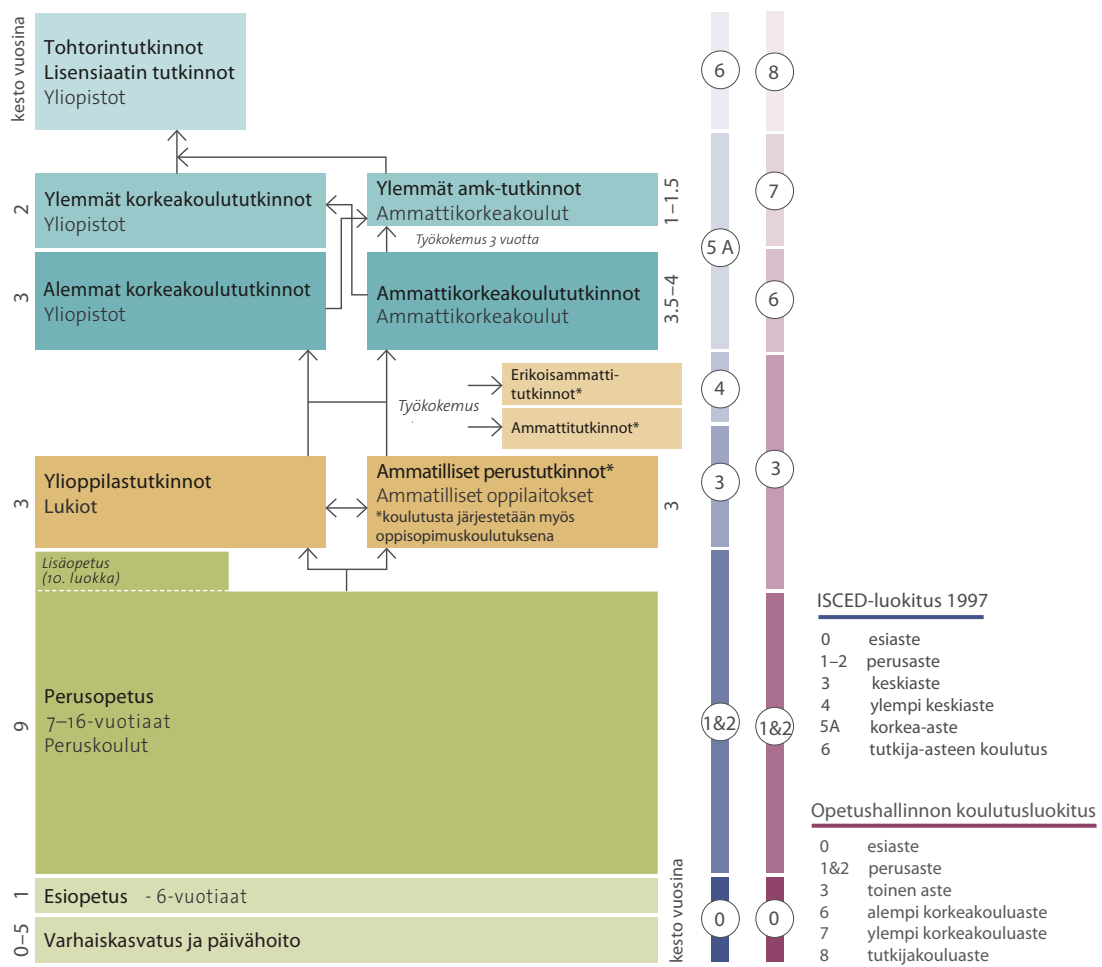 kesto vuosina
Tohtorintutkinnot
Lisensiaatin tutkinnot
Yliopistot
6
8
2
Ylemmät korkeakoulututkinnot
Yliopistot
Ylemmät amk-tutkinnot
Ammattikorkeakoulut
1–1.5
7
Työkokemus 3 vuotta
5 A
3
Alemmat korkeakoulututkinnot
Yliopistot
Ammattikorkeakoulututkinnot
Ammattikorkeakoulut
3.5–4
6
Työkokemus
Erikoisammatti-
tutkinnot*
Ammattitutkinnot*
4
3
Ylioppilastutkinnot
Lukiot
Ammatilliset perustutkinnot*
Ammatilliset oppilaitokset
*koulutusta järjestetään myös
oppisopimuskoulutuksena
3
3
3
Lisäopetus
(10. luokka)
9
Perusopetus
7–16-vuotiaat
Peruskoulut
1&2
1&2
1
Esiopetus - 6-vuotiaat
0–5
Varhaiskasvatus ja päivähoito
kesto vuosina
0
0
ISCED-luokitus 1997
0 esiaste
1–2 perusaste
3 keskiaste
4 ylempi keskiaste
5A korkea-aste
6 tutkija-asteen koulutus
Opetushallinnon koulutusluokitus
0 esiaste
1&2 perusaste
3 toinen aste
6 alempi korkeakouluaste
7 ylempi korkeakouluaste
8 tutkijakouluaste